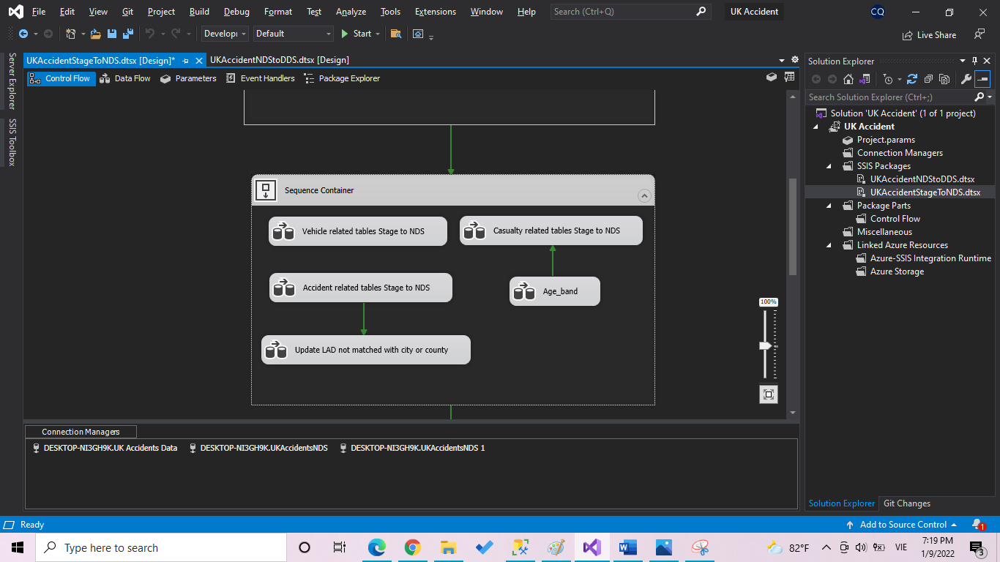 File Edit View Git Project Build Debug Format Test Analyze Tools Extensions Window Help Search (Ctrl+Q) UK Accident CQ
Develop Default Start Live Share
Server Explorer
SSIS Toolbox
UKAccidentStageToNDS.dtsx [Design]* UKAccidentNDStoDDS.dtsx [Design]
Control Flow Data Flow Parameters Event Handlers Package Explorer
Sequence Container
Vehicle related tables Stage to NDS Casualty related tables Stage to NDS
Accident related tables Stage to NDS Age_band
Update LAD not matched with city or county
100%
Connection Managers
DESKTOP-NI3GH9K.UK Accidents Data DESKTOP-NI3GH9K.UKAccidentsNDS DESKTOP-NI3GH9K.UKAccidentsNDS 1
Solution Explorer
Search Solution Explorer (Ctrl+;)
Solution 'UK Accident' (1 of 1 project)
UK Accident
Project.params
Connection Managers
SSIS Packages
UKAccidentNDStoDDS.dtsx
UKAccidentStageToNDS.dtsx
Package Parts
Control Flow
Miscellaneous
Linked Azure Resources
Azure-SSIS Integration Runtime
Azure Storage
Solution Explorer Git Changes
Ready Add to Source Control 1
Type here to search 82°F VIE 7:19 PM
1/9/2022 3